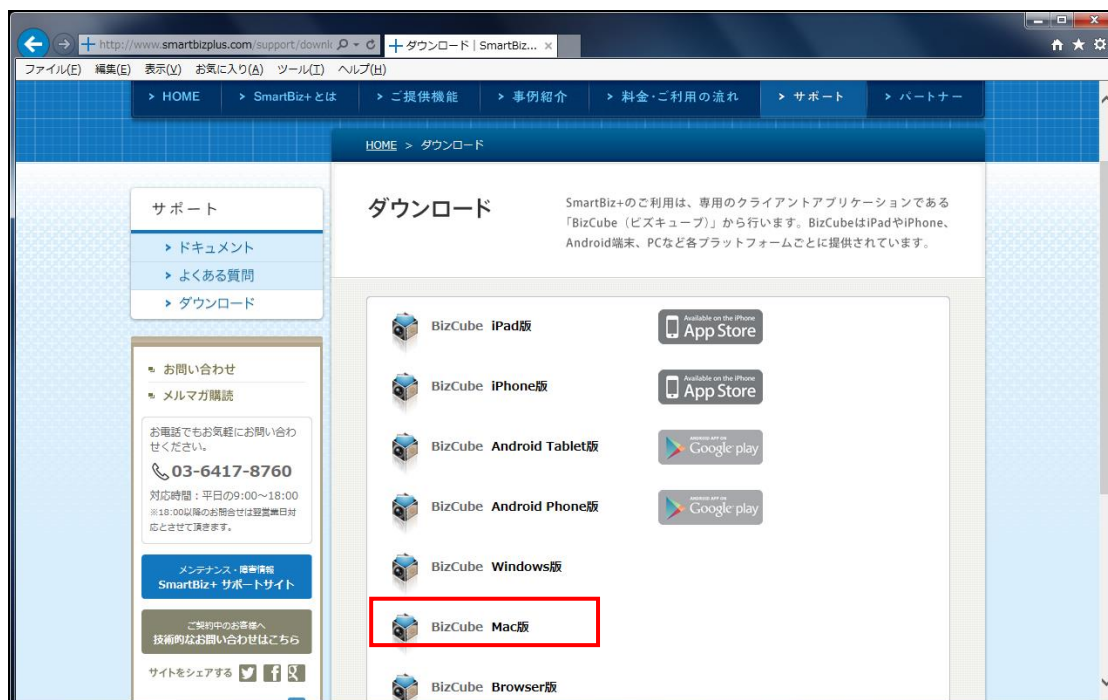 http://www.smartbizplus.com/support/downl
ダウンロード | SmartBiz...
ファイル(F) 編集(E) 表示(V) お気に入り(A) ツール(T) ヘルプ(H)
> HOME > SmartBiz+とは > ご提供機能 > 事例紹介 > 料金・ご利用の流れ > サポート > パートナー
HOME > ダウンロード
サポート
> ドキュメント
> よくある質問
> ダウンロード
お問い合わせ
メルマガ購読
お電話でもお気軽にお問い合わ
せください。
03-6417-8760
対応時間：平日の9:00～18:00
※18:00以降のお問合せは翌営業日対
応とさせて頂きます。
メンテナンス・障害情報
SmartBiz+ サポートサイト
ご契約中のお客様へ
技術的なお問い合わせはこちら
サイトをシェアする
ダウンロード
SmartBiz+のご利用は、専用のクライアントアプリケーションである
「BizCube（ビズキューブ）」から行います。BizCubeはiPadやiPhone、
Android端末、PCなど各プラットフォームごとに提供されています。
BizCube iPad版
Available on the iPhone
App Store
BizCube iPhone版
Available on the iPhone
App Store
BizCube Android Tablet版
ANDROID APP ON
Google play
BizCube Android Phone版
ANDROID APP ON
Google play
BizCube Windows版
BizCube Mac版
BizCube Browser版